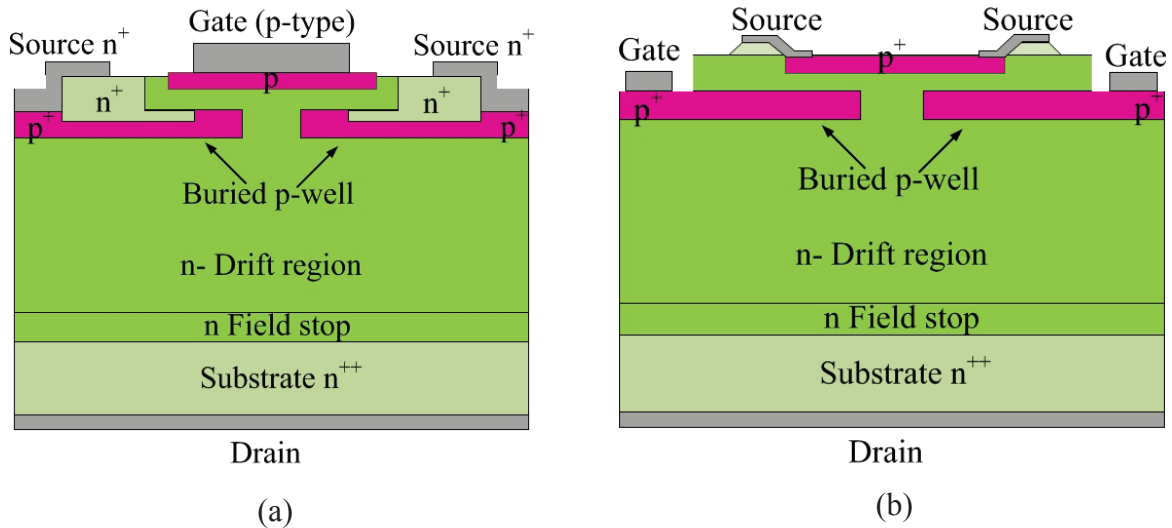 Gate (p-type)
Source n⁺
Source n⁺
p
n⁺
n⁺
p⁺
p⁺
Buried p-well
n- Drift region
n Field stop
Substrate n⁺⁺
Drain
(a)
Source
Source
Gate
Gate
p⁺
p⁺
p⁺
Buried p-well
n- Drift region
n Field stop
Substrate n⁺⁺
Drain
(b)